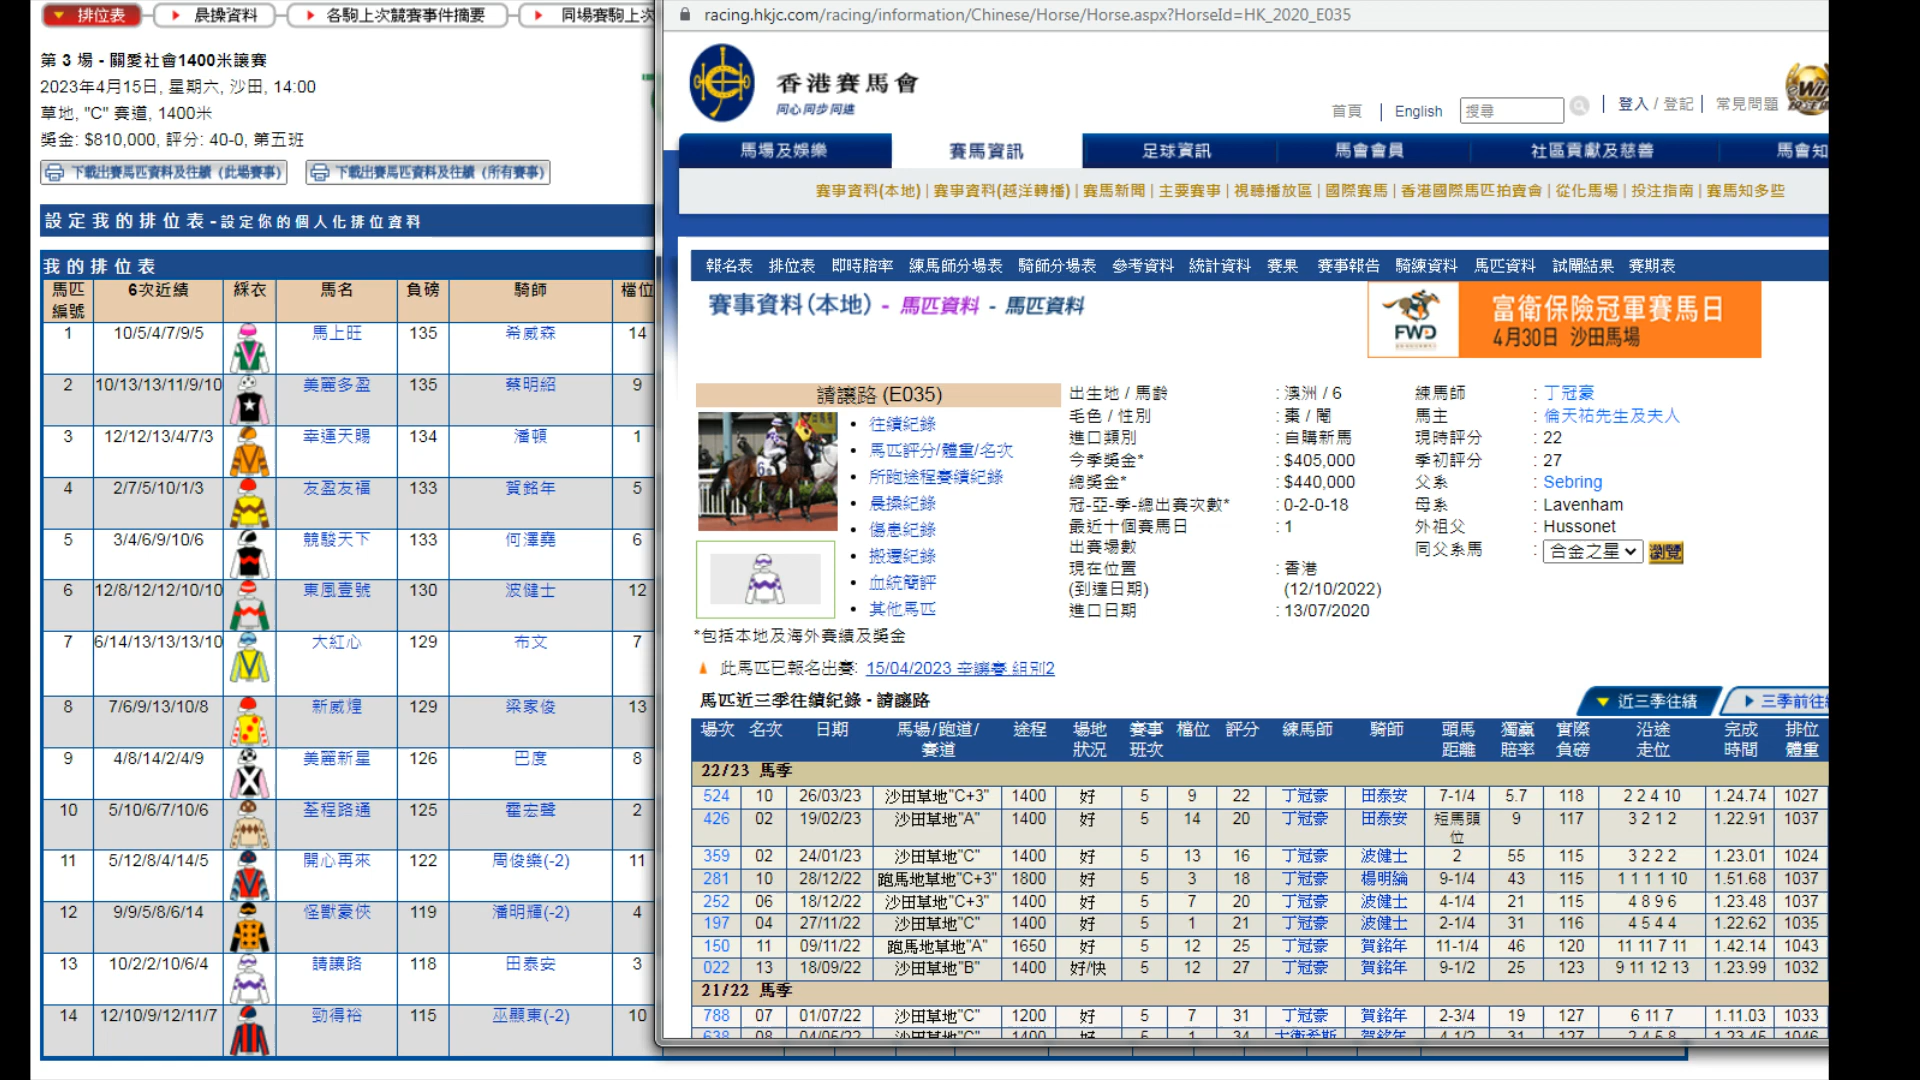 排位表
晨操資料
各駒上次競賽事件摘要
同場賽駒上次
第 3 場 - 關愛社會1400米讓賽
2023年4月15日, 星期六, 沙田, 14:00
草地, "C" 賽道, 1400米
獎金: $810,000, 評分: 40-0, 第五班
下載出賽馬匹資料及往績 (此場賽事)
下載出賽馬匹資料及往績 (所有賽事)
設定我的排位表-設定你的個人化排位資料
我的排位表
馬匹編號 6次近績 綵衣 馬名 負磅 騎師 檔位
1 10/5/4/7/9/5 馬上旺 135 希威森 14
2 10/13/13/11/9/10 美麗多盈 135 蔡明紹 9
3 12/12/13/4/7/3 幸運天賜 134 潘頓 1
4 2/7/5/10/1/3 友盈友福 133 賀銘年 5
5 3/4/6/9/10/6 競駿天下 133 何澤堯 6
6 12/8/12/12/10/10 東風壹號 130 波健士 12
7 6/14/13/13/13/10 大紅心 129 布文 7
8 7/6/9/13/10/8 新威煌 129 梁家俊 13
9 4/8/14/2/4/9 美麗新星 126 巴度 8
10 5/10/6/7/10/6 荃程路通 125 霍宏聲 2
11 5/12/8/4/14/5 開心再來 122 周俊樂(-2) 11
12 9/9/5/8/6/14 怪獸豪俠 119 潘明輝(-2) 4
13 10/2/2/10/6/4 請讓路 118 田泰安 3
14 12/10/9/12/11/7 勁得裕 115 巫顯東(-2) 10
racing.hkjc.com/racing/information/Chinese/Horse/Horse.aspx?HorseId=HK_2020_E035
香港賽馬會
同心同步同進
首頁 | English 搜尋 | 登入 / 登記 | 常見問題
馬場及娛樂 賽馬資訊 足球資訊 馬會會員 社區貢獻及慈善 馬會知
賽事資料(本地) | 賽事資料(越洋轉播) | 賽馬新聞 | 主要賽事 | 視聽播放區 | 國際賽馬 | 香港國際馬匹拍賣會 | 從化馬場 | 投注指南 | 賽馬知多些
報名表 排位表 即時賠率 練馬師分場表 騎師分場表 參考資料 統計資料 賽果 賽事報告 騎練資料 馬匹資料 試閘結果 賽期表
賽事資料(本地) - 馬匹資料 - 馬匹資料
FWD
富衛保險冠軍賽馬日
4月30日 沙田馬場
請讓路 (E035)
往績紀錄
馬匹評分/體重/名次
所跑途程賽績紀錄
晨操紀錄
傷患紀錄
搬遷紀錄
血統簡評
其他馬匹
出生地 / 馬齡 : 澳洲 / 6
毛色 / 性別 : 棗 / 閹
進口類別 : 自購新馬
今季獎金* : $405,000
總獎金* : $440,000
冠-亞-季-總出賽次數* : 0-2-0-18
最近十個賽馬日 : 1
出賽場數
現在位置 : 香港
(到達日期) (12/10/2022)
進口日期 : 13/07/2020
練馬師 : 丁冠豪
馬主 : 倫天祐先生及夫人
現時評分 : 22
季初評分 : 27
父系 : Sebring
母系 : Lavenham
外祖父 : Hussonet
同父系馬 : 合金之星 瀏覽
*包括本地及海外賽績及獎金
此馬匹已報名出賽: 15/04/2023 辛讓賽 組別2
馬匹近三季往績紀錄 - 請讓路
近三季往績 三季前往績
場次 名次 日期 馬場/跑道/賽道 途程 場地狀況 賽事班次 檔位 評分 練馬師 騎師 頭馬距離 獨贏賠率 實際負磅 沿途走位 完成時間 排位體重
22/23 馬季
524 10 26/03/23 沙田草地"C+3" 1400 好 5 9 22 丁冠豪 田泰安 7-1/4 5.7 118 2 2 4 10 1.24.74 1027
426 02 19/02/23 沙田草地"A" 1400 好 5 14 20 丁冠豪 田泰安 短馬頭位 9 117 3 2 1 2 1.22.91 1037
359 02 24/01/23 沙田草地"C" 1400 好 5 13 16 丁冠豪 波健士 2 55 115 3 2 2 2 1.23.01 1024
281 10 28/12/22 跑馬地草地"C+3" 1800 好 5 3 18 丁冠豪 楊明綸 9-1/4 43 115 1 1 1 1 10 1.51.68 1037
252 06 18/12/22 沙田草地"C+3" 1400 好 5 7 20 丁冠豪 波健士 4-1/4 21 115 4 8 9 6 1.23.48 1037
197 04 27/11/22 沙田草地"C" 1400 好 5 1 21 丁冠豪 波健士 2-1/4 31 116 4 5 4 4 1.22.62 1035
150 11 09/11/22 跑馬地草地"A" 1650 好 5 12 25 丁冠豪 賀銘年 11-1/4 46 120 11 11 7 11 1.42.14 1043
022 13 18/09/22 沙田草地"B" 1400 好/快 5 12 27 丁冠豪 賀銘年 9-1/2 25 123 9 11 12 13 1.23.99 1032
21/22 馬季
788 07 01/07/22 沙田草地"C" 1200 好 5 7 31 丁冠豪 賀銘年 2-3/4 19 127 6 11 7 1.11.03 1033
638 08 04/05/22 沙田草地"C" 1400 好 5 1 34 大衛希斯 賀銘年 4-1/2 31 127 2 4 5 8 1.23.45 1046